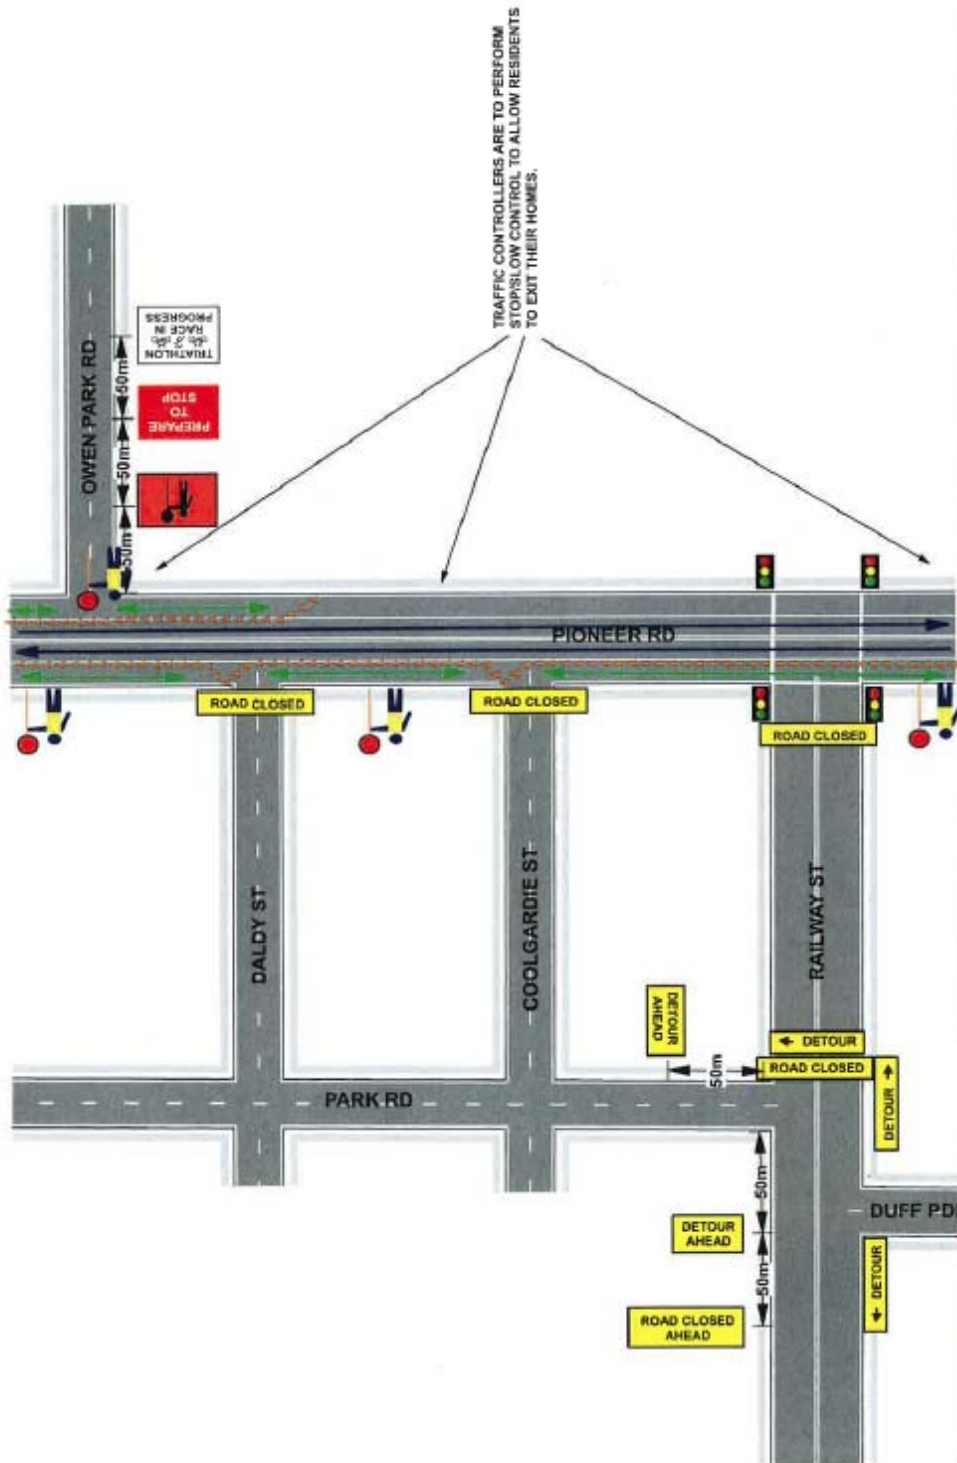 TRAFFIC CONTROLLERS ARE TO PERFORM
STOP/SLOW CONTROL TO ALLOW RESIDENTS
TO EXIT THEIR HOMES.
OWEN PARK RD
TRIATHLON
RACE IN
PROGRESS
50m
PREPARE
TO
STOP
50m
50m
PIONEER RD
ROAD CLOSED
ROAD CLOSED
ROAD CLOSED
DALDY ST
COOLGARDIE ST
RAILWAY ST
DETOUR
AHEAD
50m
DETOUR
ROAD CLOSED
DETOUR
PARK RD
50m
DUFF PD
DETOUR
AHEAD
50m
DETOUR
ROAD CLOSED
AHEAD